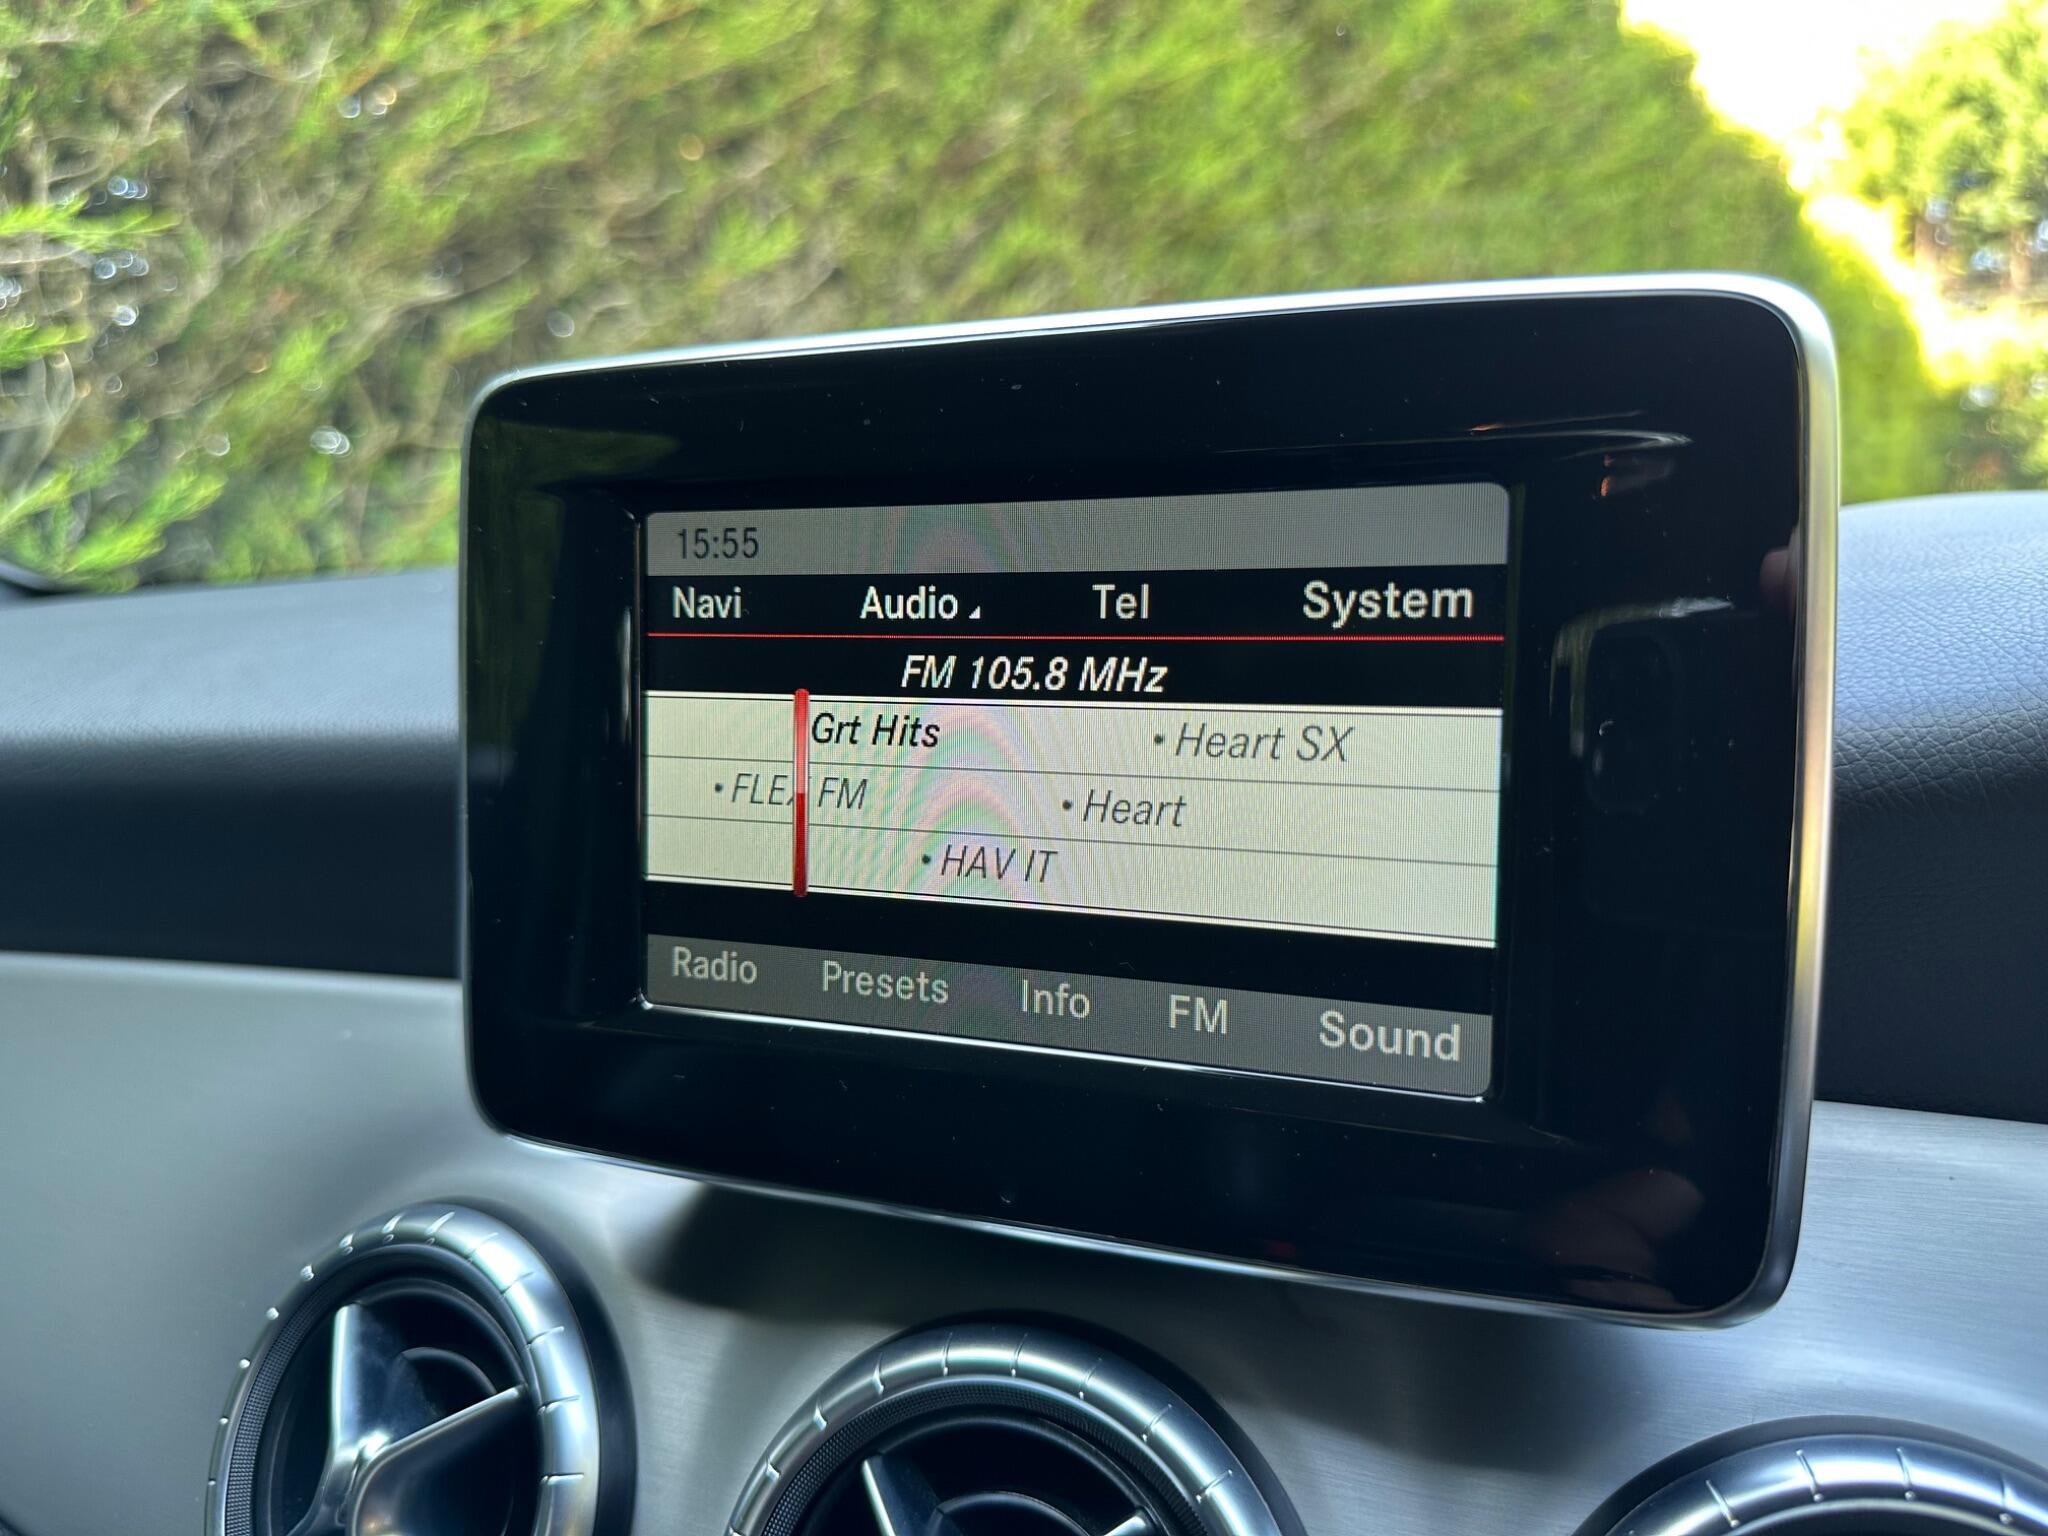 15:55
Navi Audio Tel System
FM 105.8 MHz
Grt Hits • Heart SX
• FLEX FM • Heart
• HAV IT
Radio Presets Info FM Sound